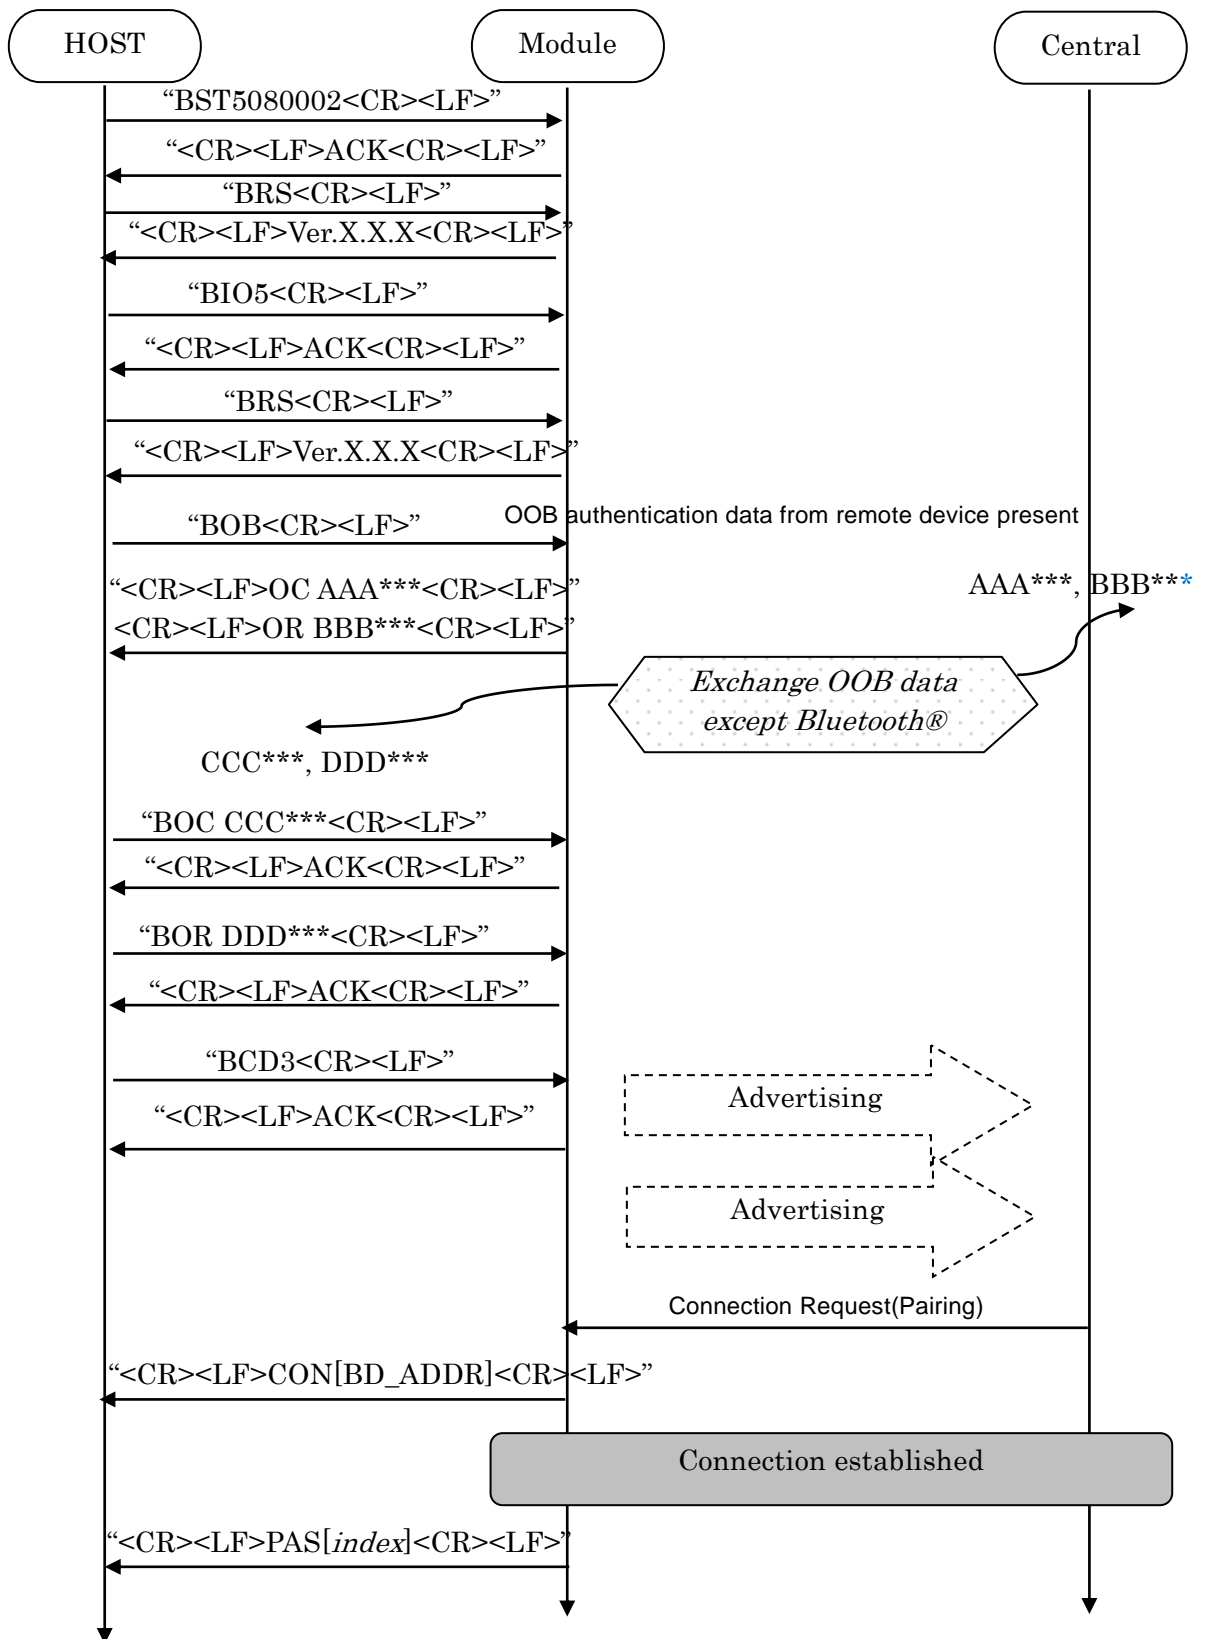 HOST
Module
Central
“BST5080002<CR><LF>”
“<CR><LF>ACK<CR><LF>”
“BRS<CR><LF>”
“<CR><LF>Ver.X.X.X<CR><LF>”
“BIO5<CR><LF>”
“<CR><LF>ACK<CR><LF>”
“BRS<CR><LF>”
“<CR><LF>Ver.X.X.X<CR><LF>”
“BOB<CR><LF>”
OOB authentication data from remote device present
“<CR><LF>OC AAA***<CR><LF>”
<CR><LF>OR BBB***<CR><LF>”
AAA***, BBB***
Exchange OOB data
except Bluetooth®
CCC***, DDD***
“BOC CCC***<CR><LF>”
“<CR><LF>ACK<CR><LF>”
“BOR DDD***<CR><LF>”
“<CR><LF>ACK<CR><LF>”
“BCD3<CR><LF>”
“<CR><LF>ACK<CR><LF>”
Advertising
Advertising
Connection Request(Pairing)
“<CR><LF>CON[BD_ADDR]<CR><LF>”
Connection established
“<CR><LF>PAS[index]<CR><LF>”